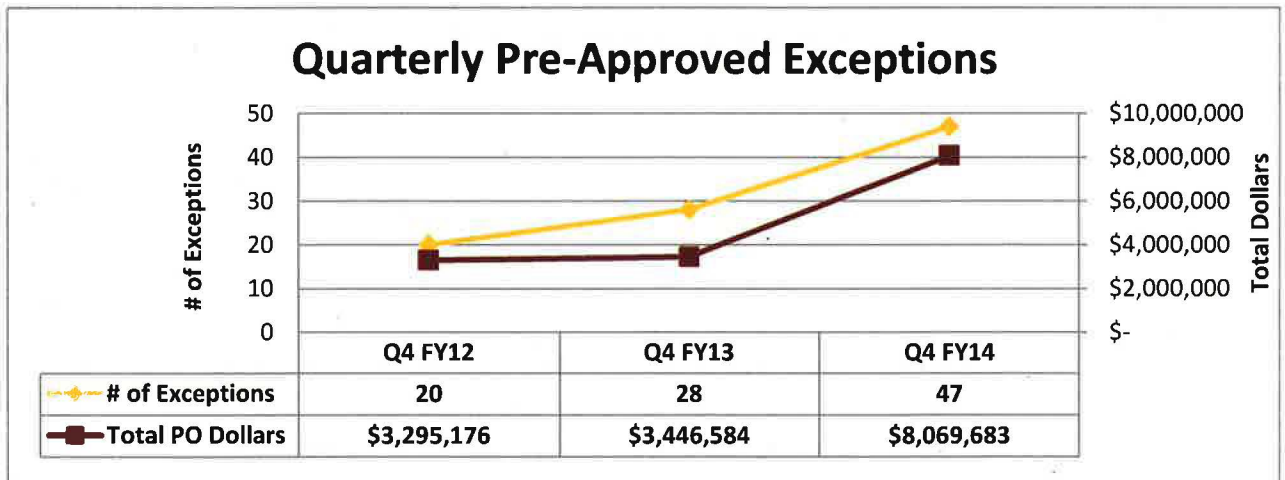 Quarterly Pre-Approved Exceptions
# of Exceptions
50
40
30
20
10
0
$10,000,000
$8,000,000
$6,000,000
$4,000,000
$2,000,000
$-
Total Dollars
Q4 FY12 Q4 FY13 Q4 FY14
# of Exceptions 20 28 47
Total PO Dollars $3,295,176 $3,446,584 $8,069,683